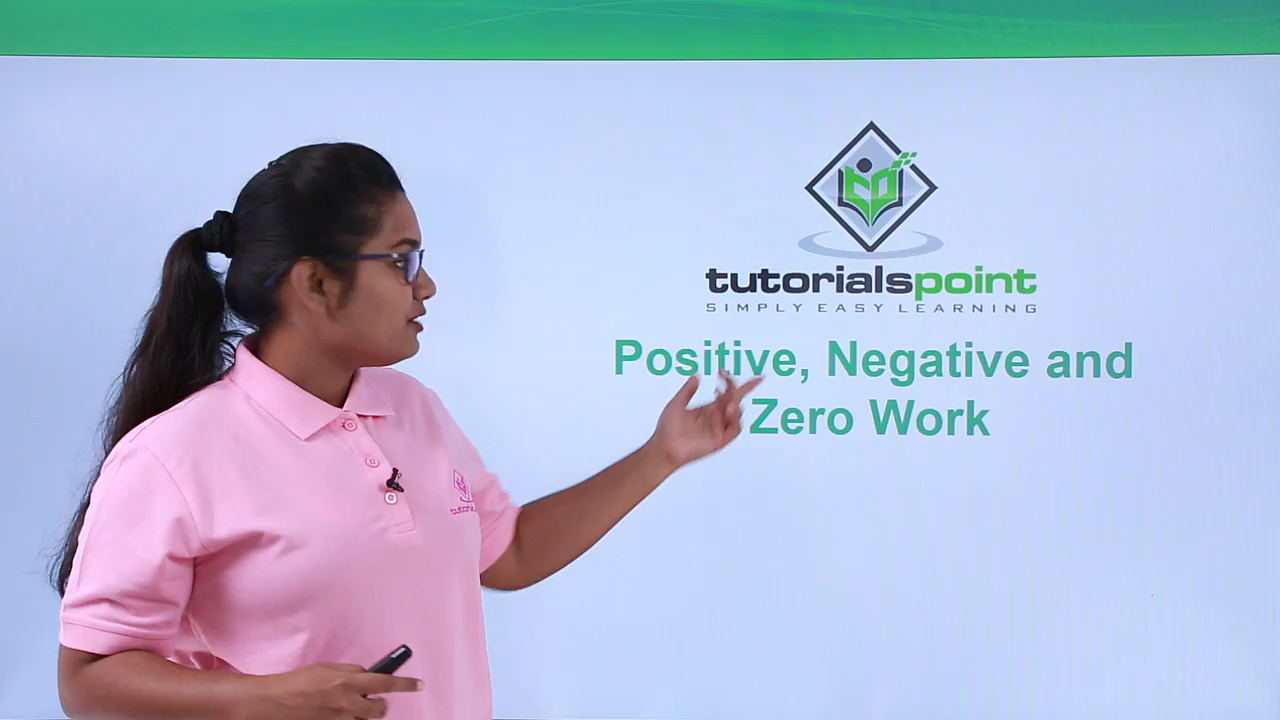 tutorialspoint
SIMPLY EASY LEARNING
Positive, Negative and
Zero Work